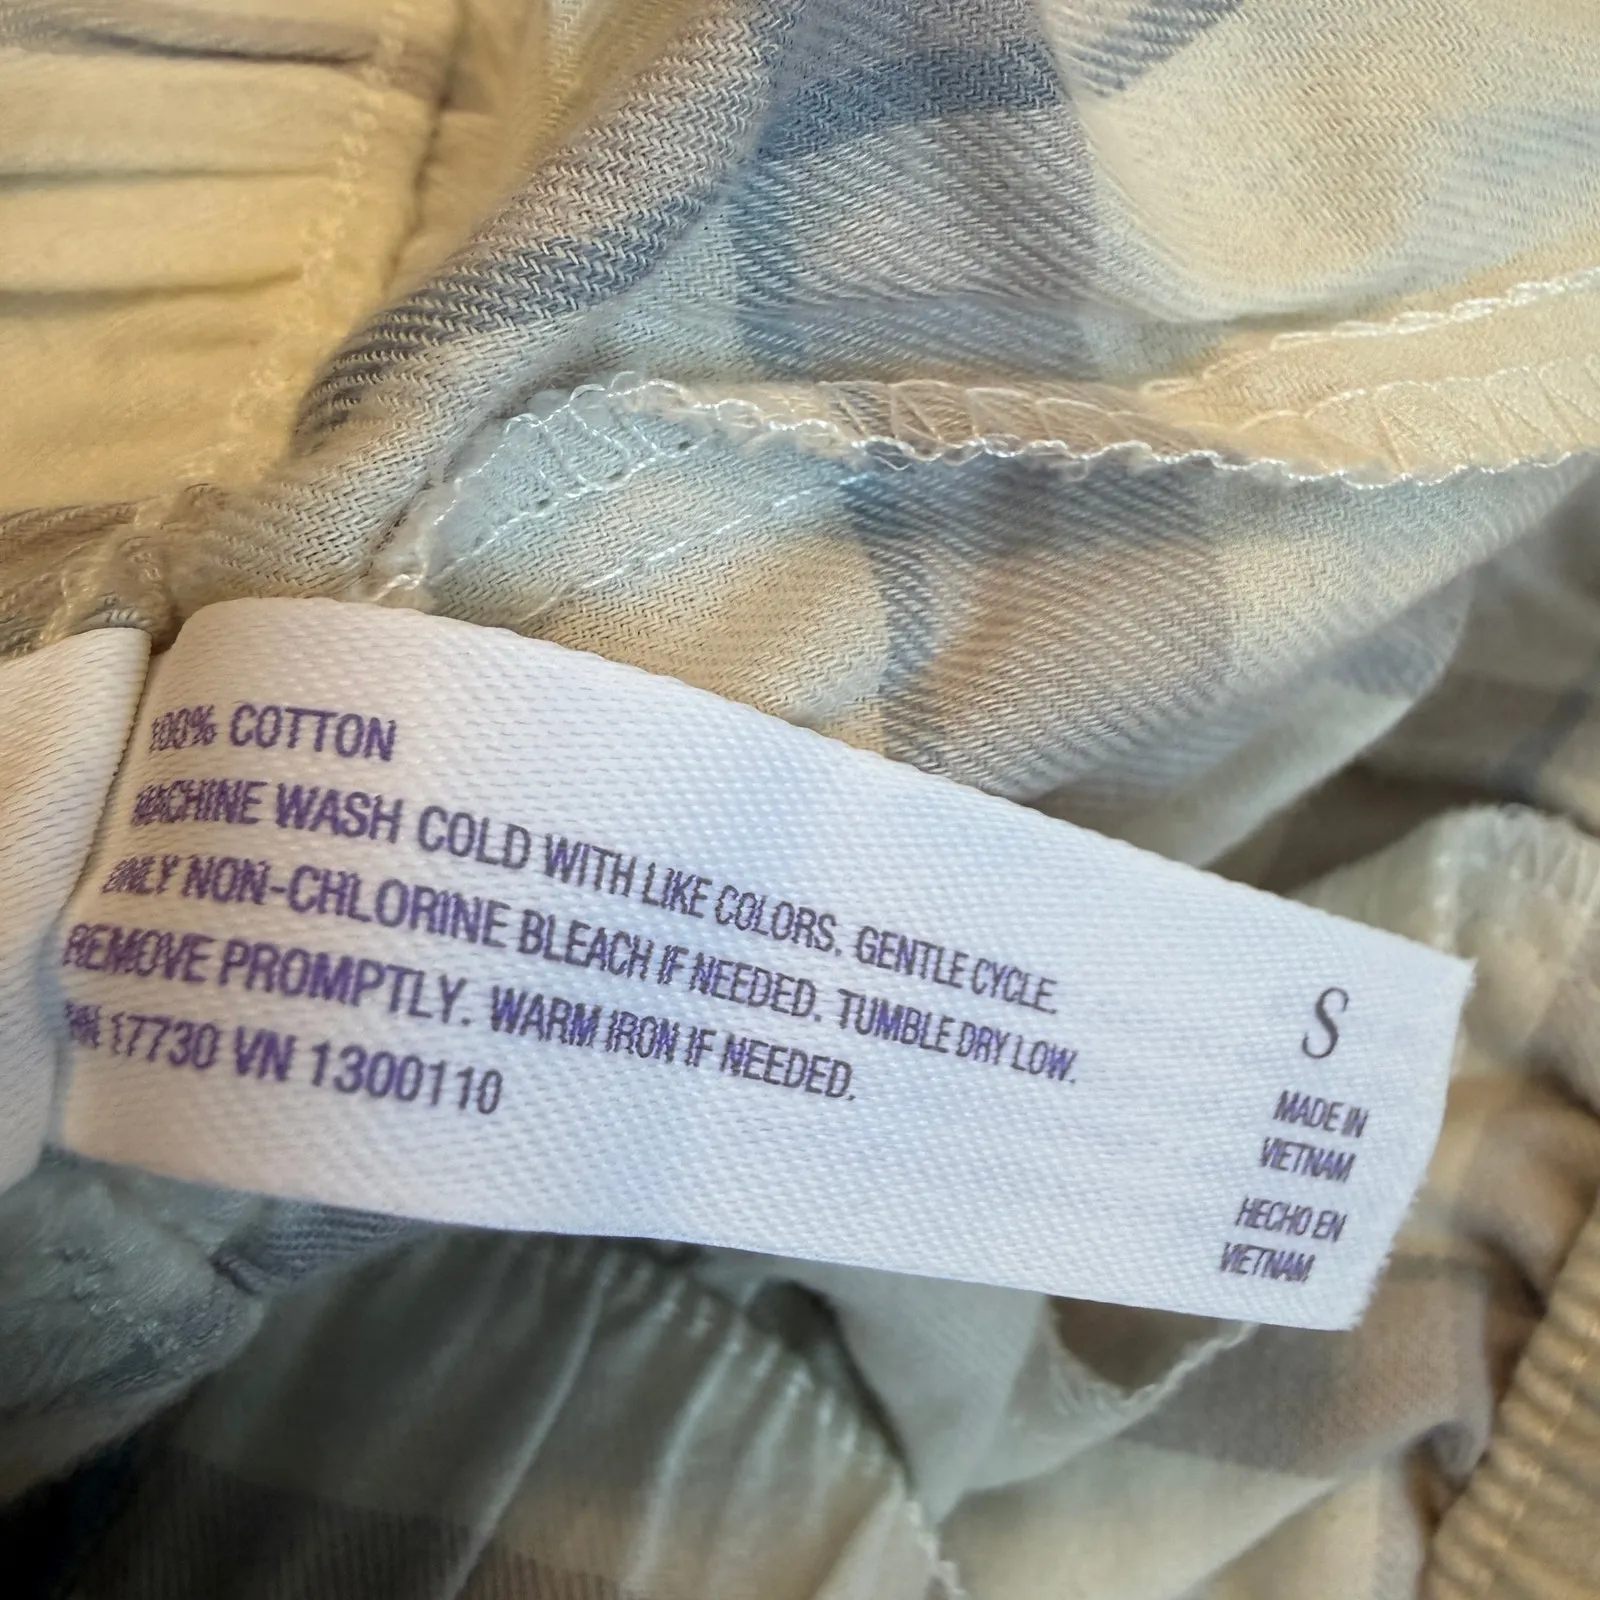 100% COTTON
MACHINE WASH COLD WITH LIKE COLORS. GENTLE CYCLE.
ONLY NON-CHLORINE BLEACH IF NEEDED. TUMBLE DRY LOW.
REMOVE PROMPTLY. WARM IRON IF NEEDED.
17730 VN 1300110
S
MADE IN
VIETNAM
HECHO EN
VIETNAM